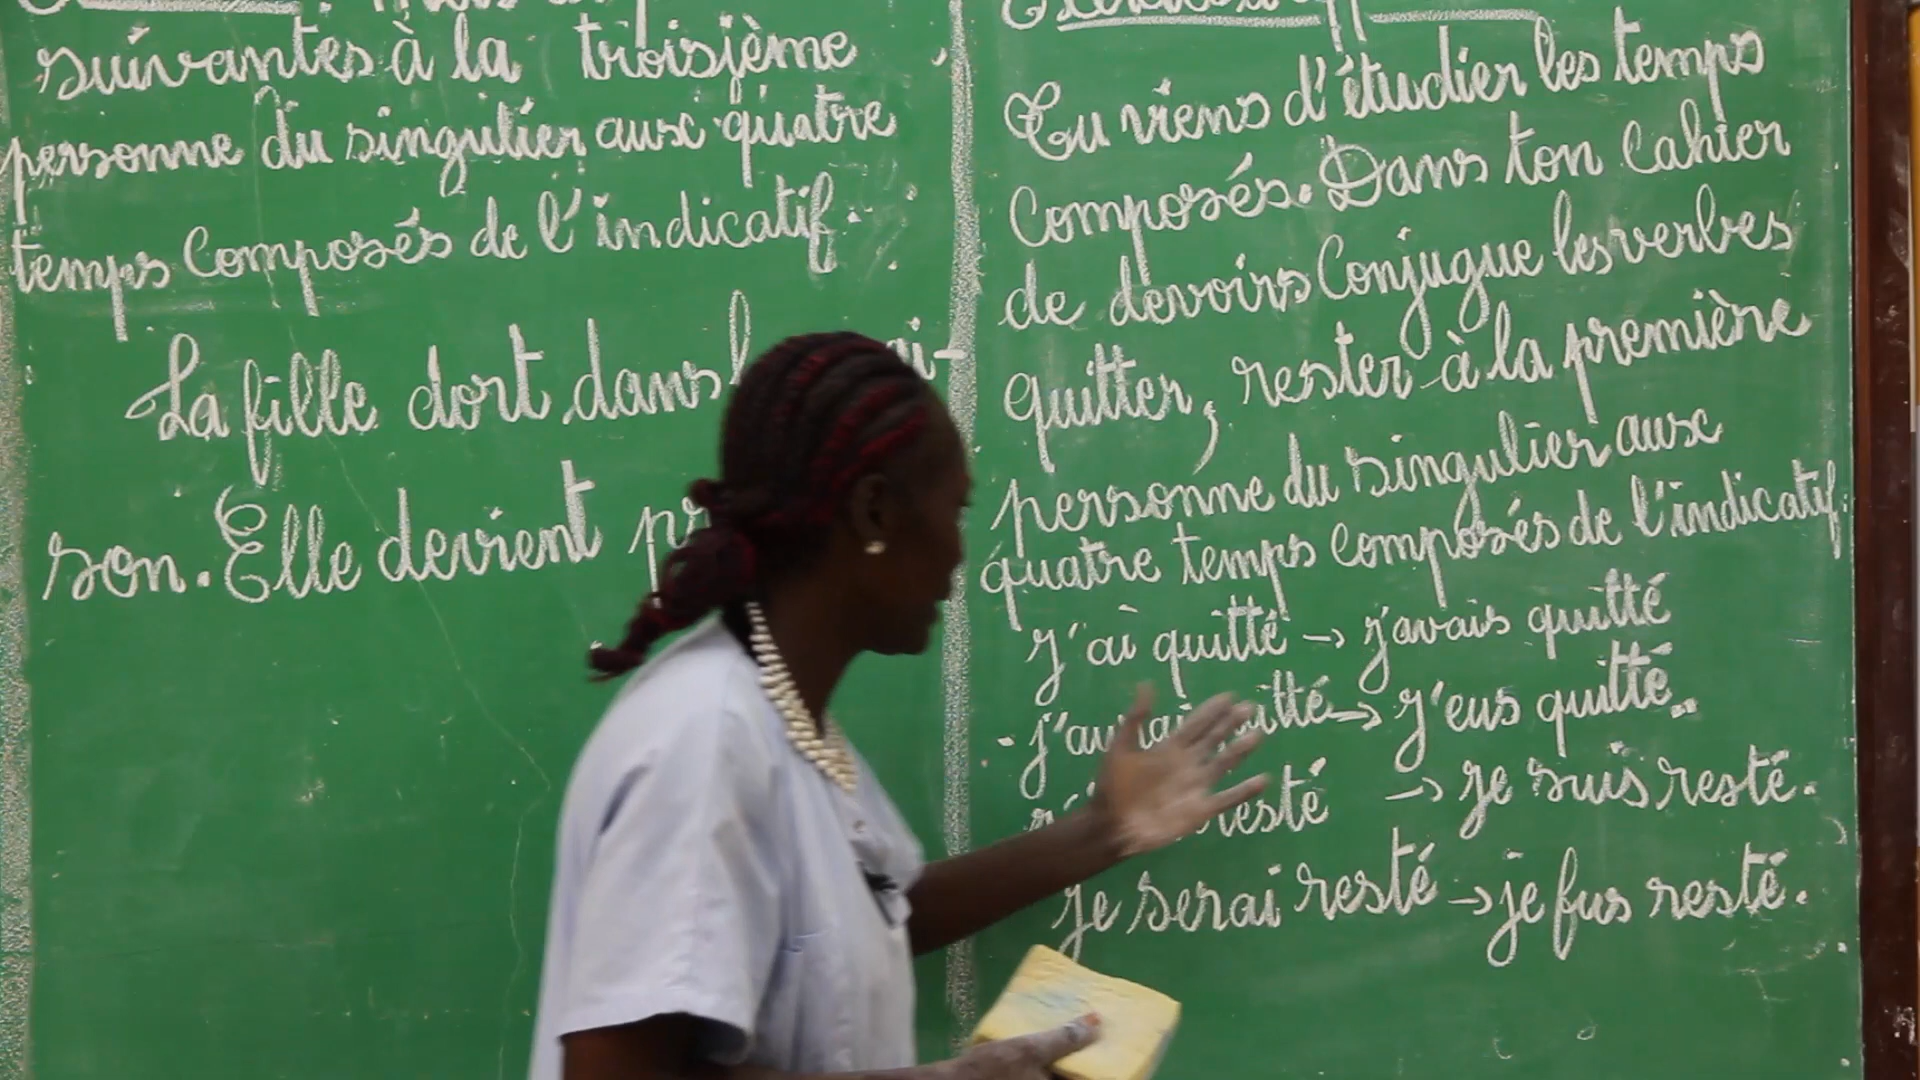 suivantes à la troisième
personne du singulier aux quatre
temps Composés de l'indicatif.
La fille dort dans
son. Elle devient
Tu viens d'étudier les temps
Composés. Dans ton Cahier
de devoirs Conjugue les verbes
quitter, rester à la première
personne du singulier aux
quatre temps Composés de l'indicatif.
j'ai quitté → j'avais quitté
→ j'eus quitté..
resté → je suis resté.
je serai resté → je fus resté.